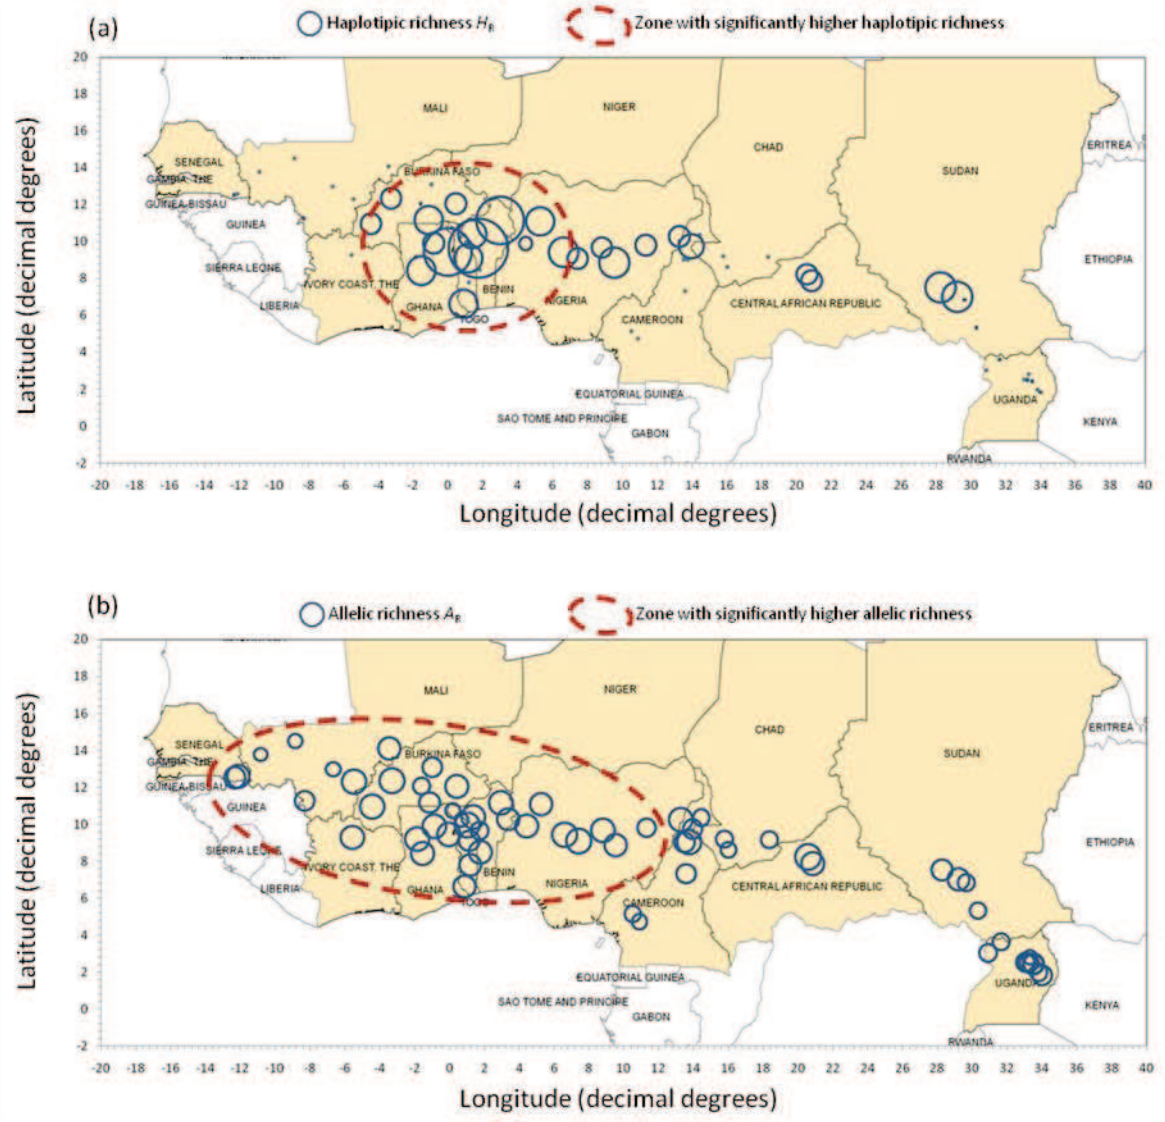 (a)
Haplotipic richness HR
Zone with significantly higher haplotipic richness
Latitude (decimal degrees)
20
18
16
14
12
10
8
6
4
2
0
-2
MALI
NIGER
CHAD
SUDAN
ERITREA
SENEGAL
GAMBIA, THE
GUINEA-BISSAU
GUINEA
SIERRA LEONE
LIBERIA
IVORY COAST, THE
BURKINA FASO
GHANA
TOGO
BENIN
NIGERIA
CAMEROON
CENTRAL AFRICAN REPUBLIC
ETHIOPIA
EQUATORIAL GUINEA
SAO TOME AND PRINCIPE
GABON
UGANDA
KENYA
RWANDA
-20 -18 -16 -14 -12 -10 -8 -6 -4 -2 0 2 4 6 8 10 12 14 16 18 20 22 24 26 28 30 32 34 36 38 40
Longitude (decimal degrees)
(b)
Allelic richness AR
Zone with significantly higher allelic richness
Latitude (decimal degrees)
20
18
16
14
12
10
8
6
4
2
0
-2
MALI
NIGER
CHAD
SUDAN
ERITREA
SENEGAL
GAMBIA, THE
GUINEA-BISSAU
GUINEA
SIERRA LEONE
LIBERIA
IVORY COAST, THE
BURKINA FASO
GHANA
TOGO
BENIN
NIGERIA
CAMEROON
CENTRAL AFRICAN REPUBLIC
ETHIOPIA
EQUATORIAL GUINEA
SAO TOME AND PRINCIPE
GABON
UGANDA
KENYA
RWANDA
-20 -18 -16 -14 -12 -10 -8 -6 -4 -2 0 2 4 6 8 10 12 14 16 18 20 22 24 26 28 30 32 34 36 38 40
Longitude (decimal degrees)